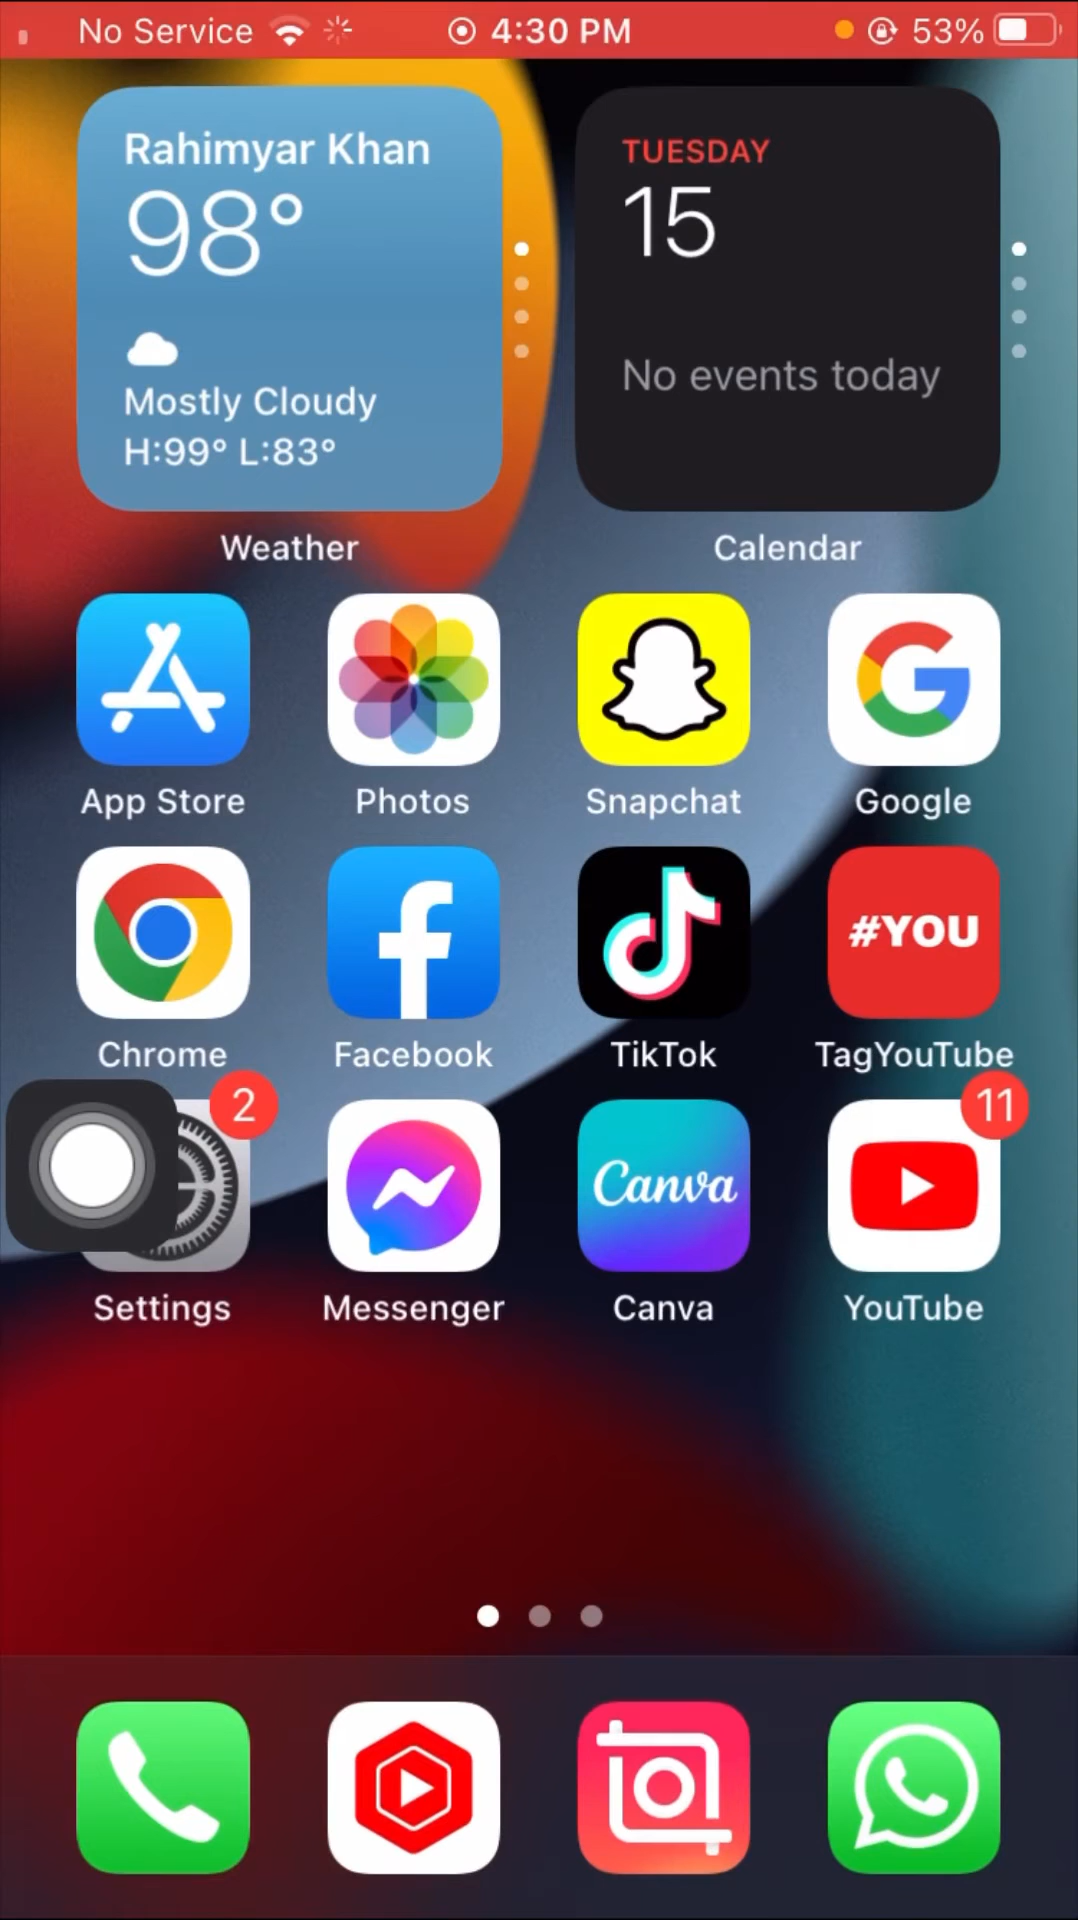 No Service 4:30 PM 53%
Rahimyar Khan
98°
Mostly Cloudy
H:99° L:83°
Weather
TUESDAY
15
No events today
Calendar
App Store
Photos
Snapchat
Google
Chrome
Facebook
TikTok
#YOU
TagYouTube
2
Settings
Messenger
Canva
Canva
11
YouTube